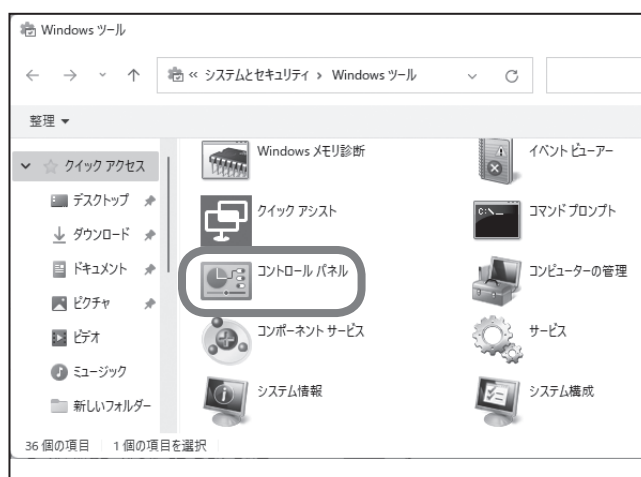 Windows ツール
« システムとセキュリティ › Windows ツール
整理 ▼
クイック アクセス
デスクトップ
ダウンロード
ドキュメント
ピクチャ
ビデオ
ミュージック
新しいフォルダー
Windows メモリ診断
イベント ビューアー
クイック アシスト
コマンド プロンプト
コントロール パネル
コンピューターの管理
コンポーネント サービス
サービス
システム情報
システム構成
36 個の項目
1 個の項目を選択